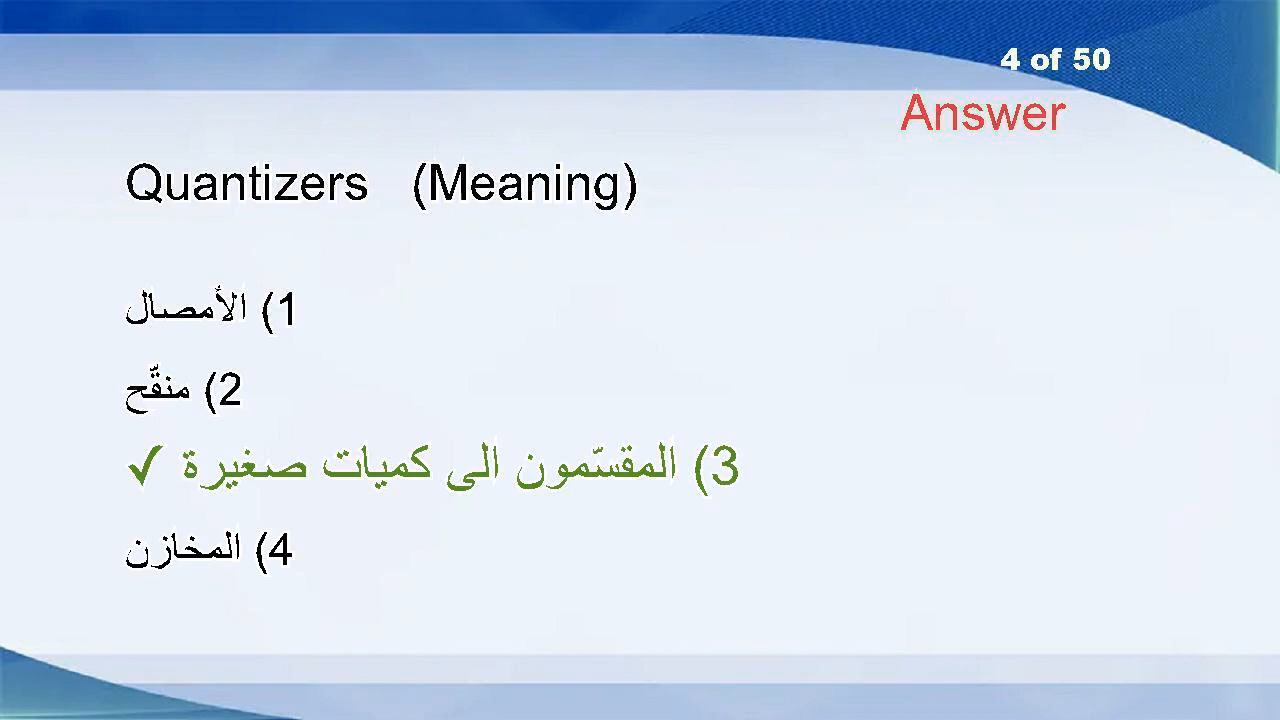 4 of 50
Answer
Quantizers (Meaning)
1) الأمصال
2) منقّح
3) المقسّمون الى كميات صغيرة ✓
4) المخازن